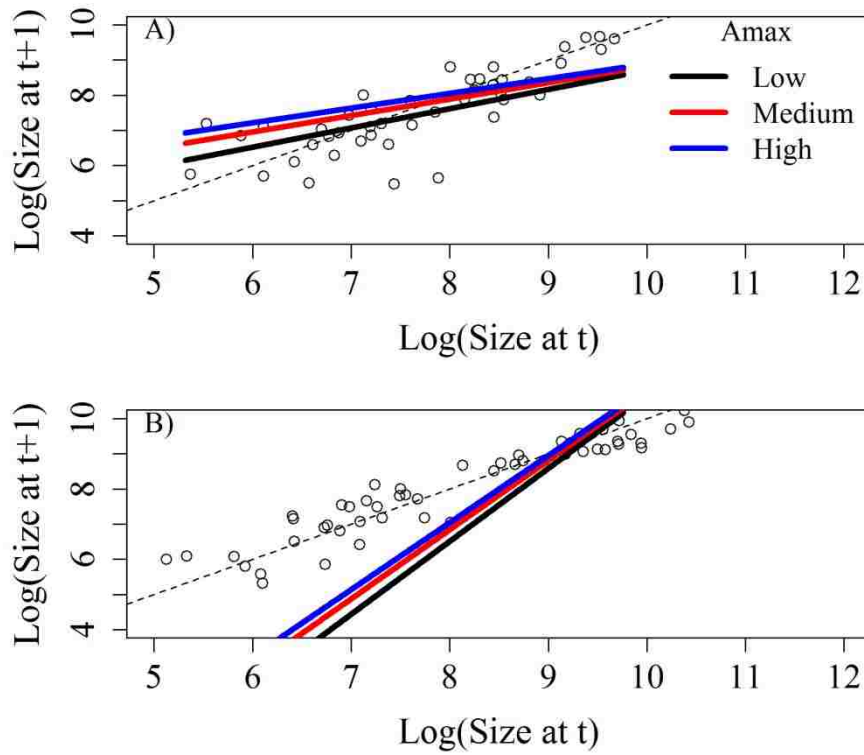 A)
Amax
Low
Medium
High
Log(Size at t+1)
4 6 8 10
5 6 7 8 9 10 11 12
Log(Size at t)
B)
Log(Size at t+1)
4 6 8 10
5 6 7 8 9 10 11 12
Log(Size at t)